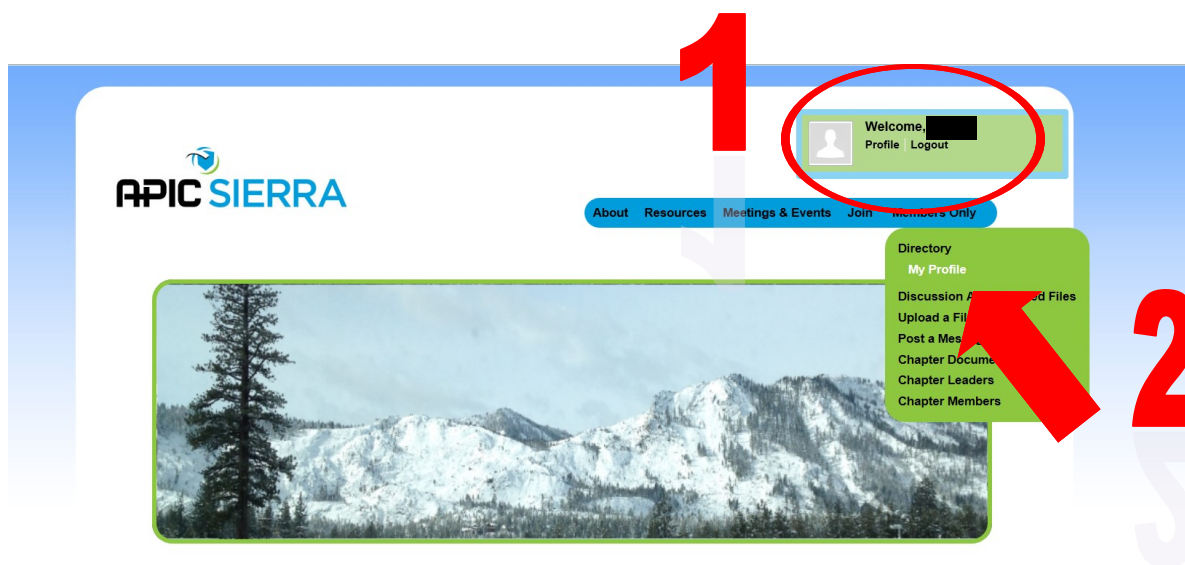 1
Welcome,
Profile Logout
APIC SIERRA
About Resources Meetings & Events Join Members Only
Directory
My Profile
Discussion Files
Upload a
Post a
Chapter
Chapter Leaders
Chapter Members
2